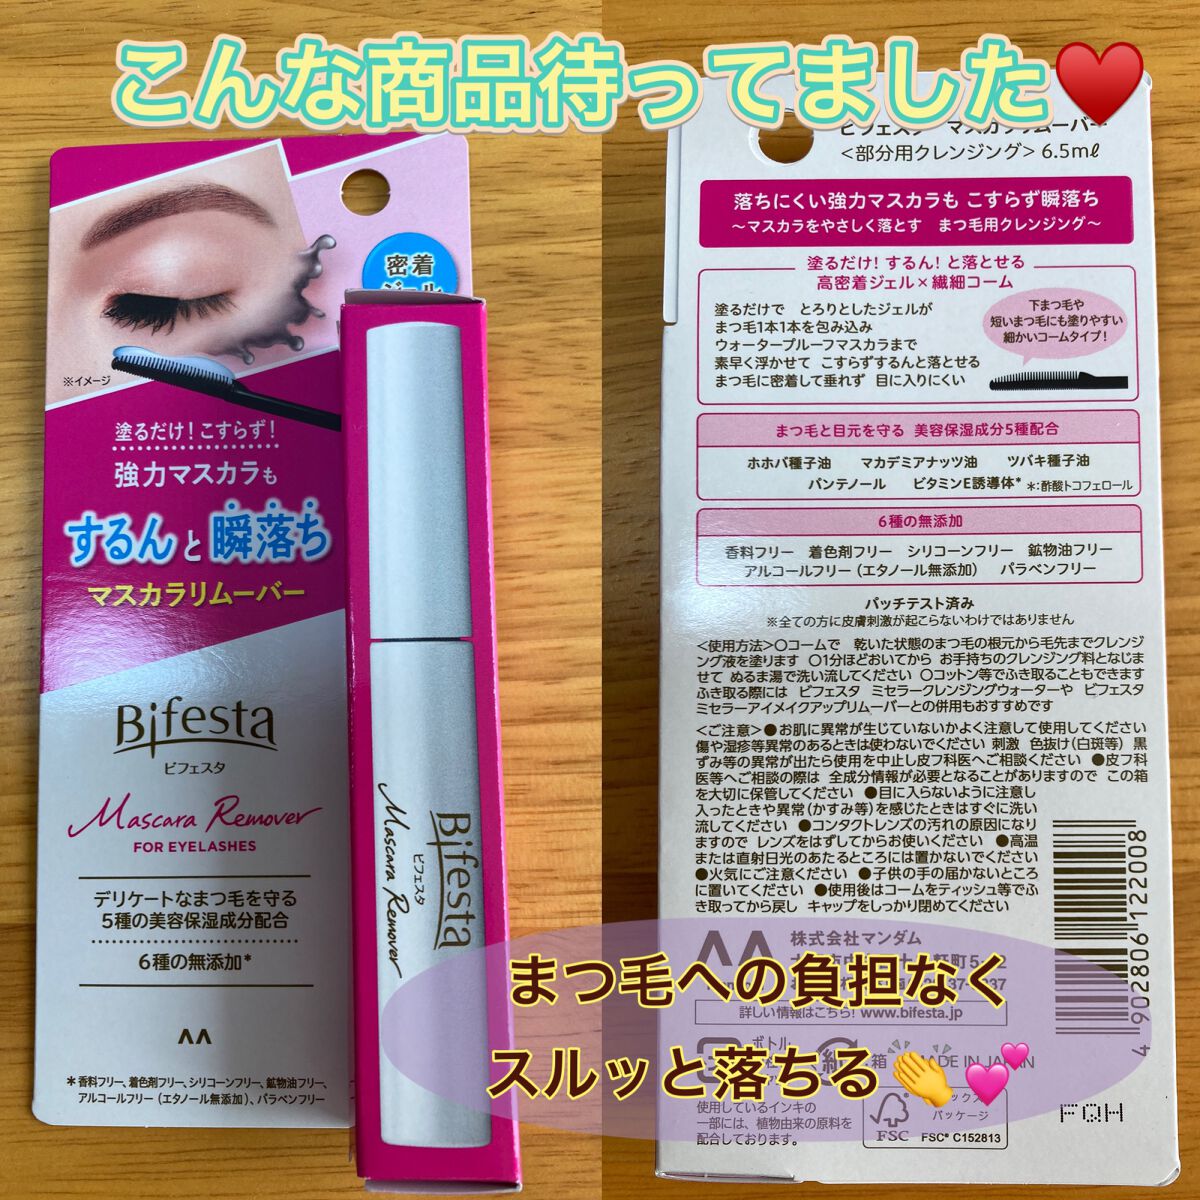 こんな商品待ってました♥
密着
※イメージ
塗るだけ!こすらず!
強力マスカラも
するんと瞬落ち
マスカラリムーバー
Bifesta
ビフェスタ
Mascara Remover
FOR EYELASHES
デリケートなまつ毛を守る
5種の美容保湿成分配合
6種の無添加*
*香料フリー、着色剤フリー、シリコーンフリー、鉱物油フリー、
アルコールフリー(エタノール無添加)、パラベンフリー
Bifesta
ビフェスタ
Mascara Remover
ビフェスタ マスカラリムーバー
<部分用クレンジング> 6.5mℓ
落ちにくい強力マスカラも こすらず瞬落ち
~マスカラをやさしく落とす まつ毛用クレンジング~
塗るだけ! するん! と落とせる
高密着ジェル×繊細コーム
塗るだけで とろりとしたジェルが
まつ毛1本1本を包み込み
ウォータープルーフマスカラまで
素早く浮かせて こすらずするんと落とせる
まつ毛に密着して垂れず 目に入りにくい
下まつ毛や
短いまつ毛にも塗りやすい
細かいコームタイプ!
まつ毛と目元を守る 美容保湿成分5種配合
ホホバ種子油 マカデミアナッツ油 ツバキ種子油
パンテノール ビタミンE誘導体* *:酢酸トコフェロール
6種の無添加
香料フリー 着色剤フリー シリコーンフリー 鉱物油フリー
アルコールフリー(エタノール無添加) パラベンフリー
パッチテスト済み
※全ての方に皮膚刺激が起こらないわけではありません
<使用方法>○コームで 乾いた状態のまつ毛の根元から毛先までクレンジ
ング液を塗ります ○1分ほどおいてから お手持ちのクレンジング料となじま
せて ぬるま湯で洗い流してください ○コットン等でふき取ることもできます
ふき取る際には ビフェスタ ミセラークレンジングウォーターや ビフェスタ
ミセラーアイメイクアップリムーバーとの併用もおすすめです
<ご注意>●お肌に異常が生じていないかよく注意して使用してください
傷や湿疹等異常のあるときは使わないでください 刺激 色抜け(白斑等) 黒
ずみ等の異常が出たら使用を中止し皮フ科医へご相談ください ●皮フ科
医等へご相談の際は 全成分情報が必要となることがありますので この箱
を大切に保管してください ●目に入らないように注意し
入ったときや異常(かすみ等)を感じたときはすぐに洗い
流してください ●コンタクトレンズの汚れの原因になり
ますので レンズをはずしてからお使いください ●高温
または直射日光のあたるところには置かないでください
●火気にご注意ください ●子供の手の届かないところ
に置いてください ●使用後はコームをティッシュ等でふ
き取ってから戻し キャップをしっかり閉めてください
株式会社マンダム
詳しい情報はこちら! www.bifesta.jp
ボトル
箱
MADE IN JAPAN
使用しているインキの
一部には、植物由来の原料を
配合しております。
FSC
パッケージ
FSC® C152813
4 902806 122008
FQH
まつ毛への負担なく
スルッと落ちる👏💕